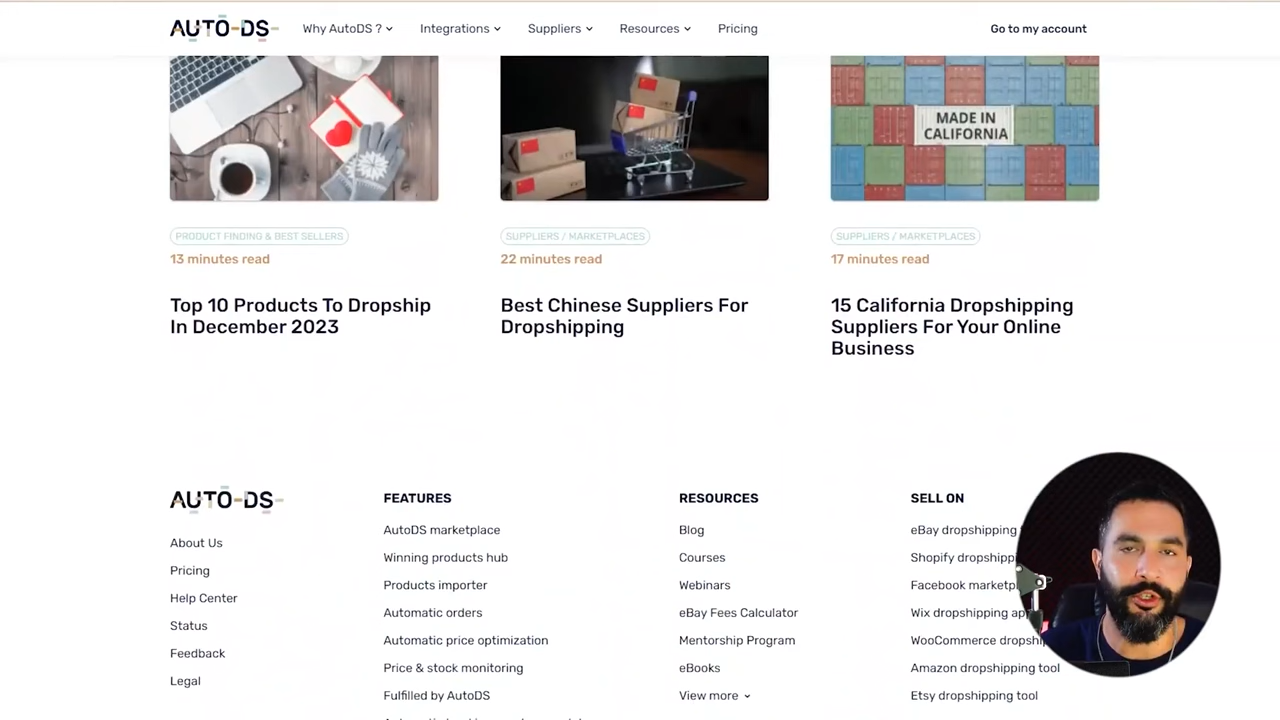 AUTO-DS
Why AutoDS ?
Integrations
Suppliers
Resources
Pricing
Go to my account
MADE IN
CALIFORNIA
PRODUCT FINDING & BEST SELLERS
13 minutes read
Top 10 Products To Dropship
In December 2023
SUPPLIERS / MARKETPLACES
22 minutes read
Best Chinese Suppliers For
Dropshipping
SUPPLIERS / MARKETPLACES
17 minutes read
15 California Dropshipping
Suppliers For Your Online
Business
AUTO-DS
About Us
Pricing
Help Center
Status
Feedback
Legal
FEATURES
AutoDS marketplace
Winning products hub
Products importer
Automatic orders
Automatic price optimization
Price & stock monitoring
Fulfilled by AutoDS
RESOURCES
Blog
Courses
Webinars
eBay Fees Calculator
Mentorship Program
eBooks
View more
SELL ON
eBay dropshipping
Shopify
Facebook
Wix dropshipping
WooCommerce
Amazon dropshipping tool
Etsy dropshipping tool